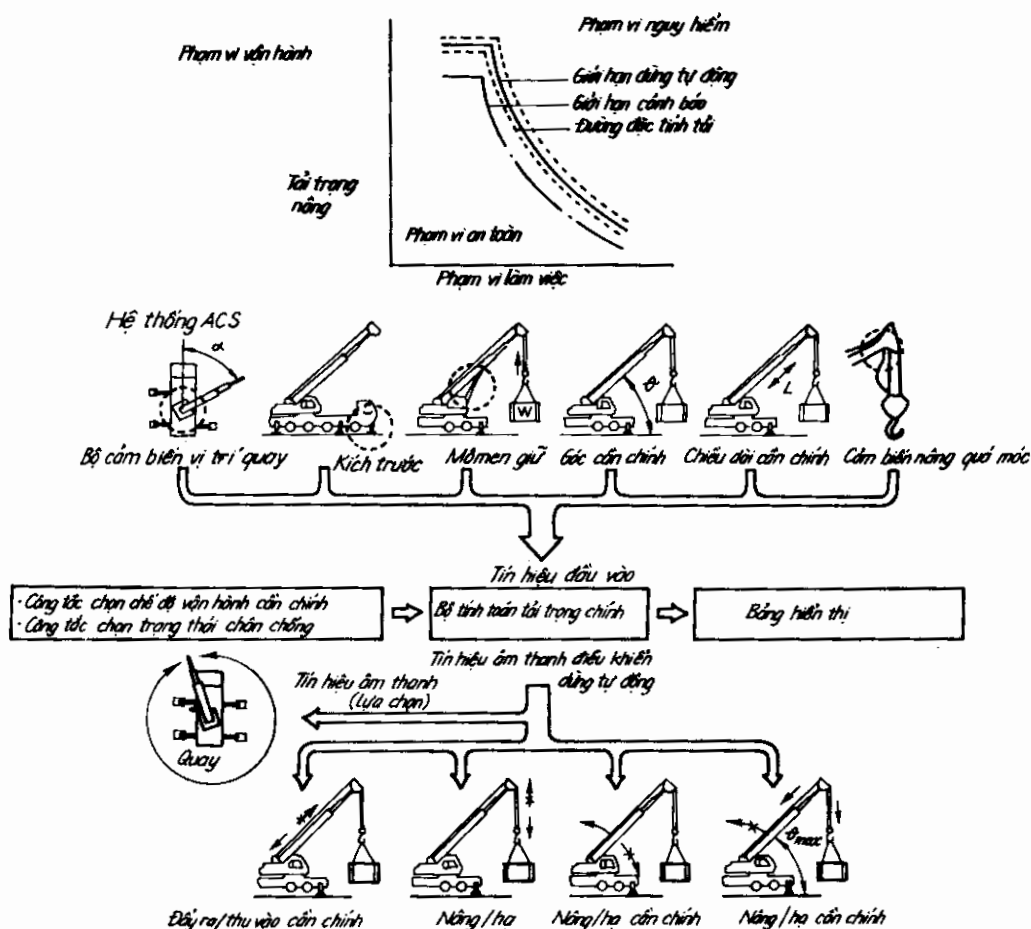 Phạm vi vận hành
Phạm vi nguy hiểm
Giới hạn dừng tự động
Giới hạn cảnh báo
Đường đặc tính tải
Tải trọng
nâng
Phạm vi an toàn
Phạm vi làm việc
Hệ thống ACS
α
W
θ
L
Bộ cảm biến vị trí quay
Kích trước
Mômen giữ
Góc cần chính
Chiều dài cần chính
Cảm biến nâng quá móc
Tín hiệu đầu vào
- Công tắc chọn chế độ vận hành cần chính
- Công tắc chọn trạng thái chân chống
Bộ tính toán tải trọng chính
Bảng hiển thị
Tín hiệu âm thanh điều khiển
dừng tự động
Tín hiệu âm thanh
(lựa chọn)
Quay
θmax
Đẩy ra/thu vào cần chính
Nâng/hạ
Nâng/hạ cần chính
Nâng/hạ cần chính